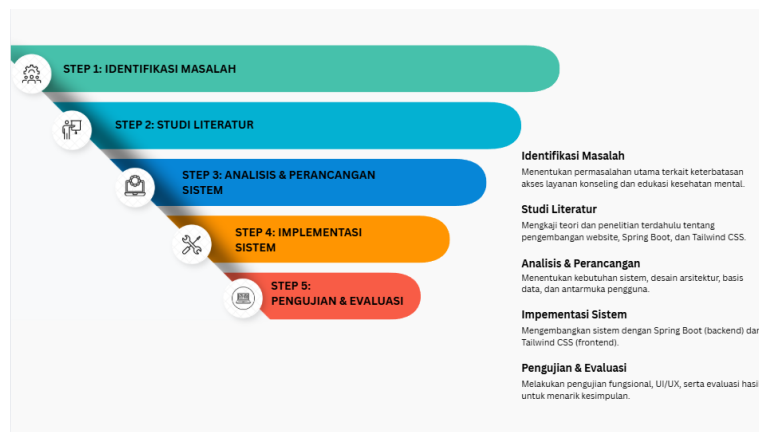 STEP 1: IDENTIFIKASI MASALAH
STEP 2: STUDI LITERATUR
STEP 3: ANALISIS & PERANCANGAN
SISTEM
STEP 4: IMPLEMENTASI
SISTEM
STEP 5:
PENGUJIAN & EVALUASI
Identifikasi Masalah
Menentukan permasalahan utama terkait keterbatasan
akses layanan konseling dan edukasi kesehatan mental.
Studi Literatur
Mengkaji teori dan penelitian terdahulu tentang
pengembangan website, Spring Boot, dan Tailwind CSS.
Analisis & Perancangan
Menentukan kebutuhan sistem, desain arsitektur, basis
data, dan antarmuka pengguna.
Impementasi Sistem
Mengembangkan sistem dengan Spring Boot (backend) dan
Tailwind CSS (frontend).
Pengujian & Evaluasi
Melakukan pengujian fungsional, UI/UX, serta evaluasi hasil
untuk menarik kesimpulan.